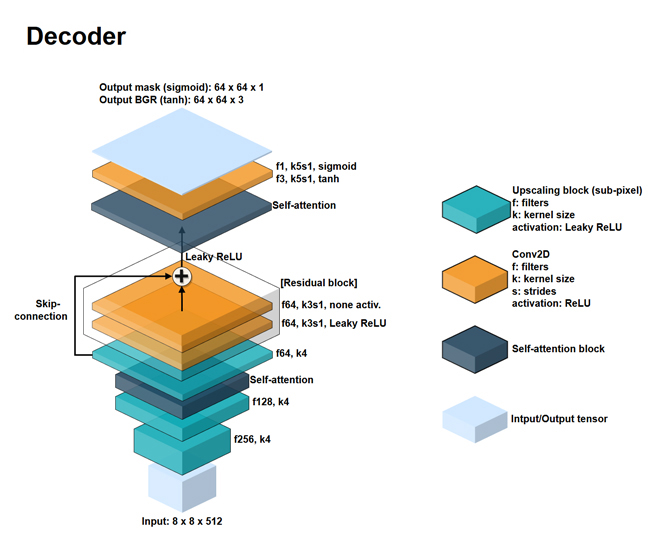 Decoder
Output mask (sigmoid): 64 x 64 x 1
Output BGR (tanh): 64 x 64 x 3
f1, k5s1, sigmoid
f3, k5s1, tanh
Self-attention
Leaky ReLU
[Residual block]
Skip-
connection
f64, k3s1, none activ.
f64, k3s1, Leaky ReLU
f64, k4
Self-attention
f128, k4
f256, k4
Input: 8 x 8 x 512
Upscaling block (sub-pixel)
f: filters
k: kernel size
activation: Leaky ReLU
Conv2D
f: filters
k: kernel size
s: strides
activation: ReLU
Self-attention block
Intput/Output tensor